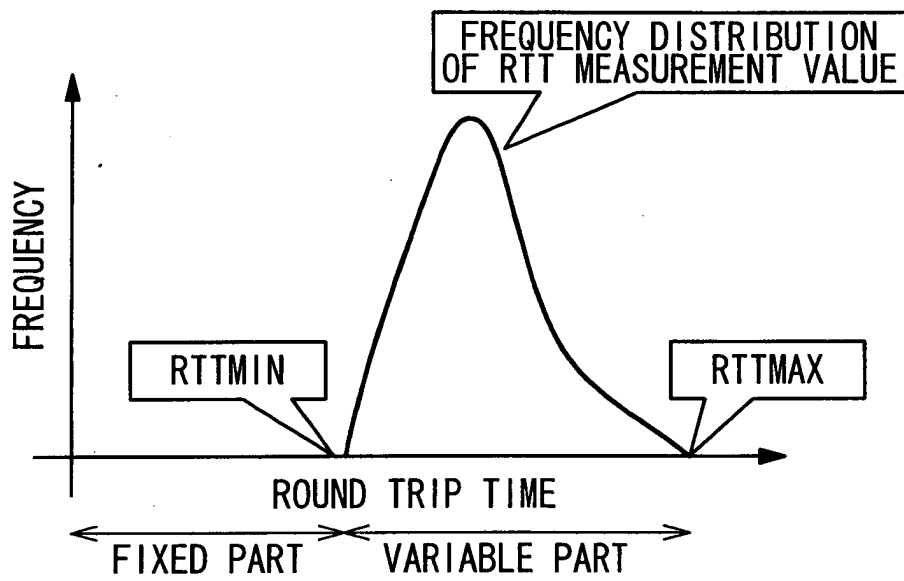 FREQUENCY DISTRIBUTION
OF RTT MEASUREMENT VALUE
FREQUENCY
RTTMIN
RTTMAX
ROUND TRIP TIME
FIXED PART
VARIABLE PART